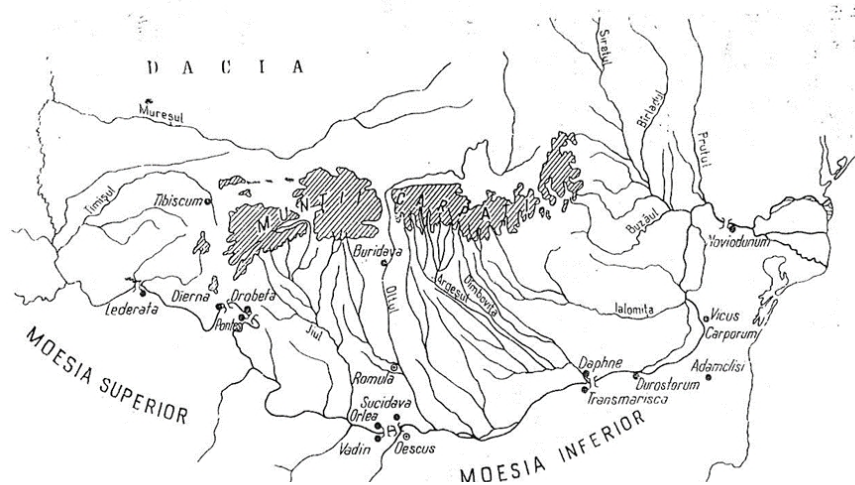 DACIA
Mureșul
Siretul
Bîrladul
Prutul
Timișul
Tibiscum
MUNȚII
CARPAȚI
Buzăul
Noviodunum
Buridava
Argeșul
Dîmbovița
Oltul
Ialomița
Lederata
Dierna
Drobeta
Pontes
Jiul
Vicus
Carporum
MOESIA SUPERIOR
Romula
Daphne
Durostorum
Adamclisi
Transmarisca
Sucidava
Orlea
Vadin
Oescus
MOESIA INFERIOR